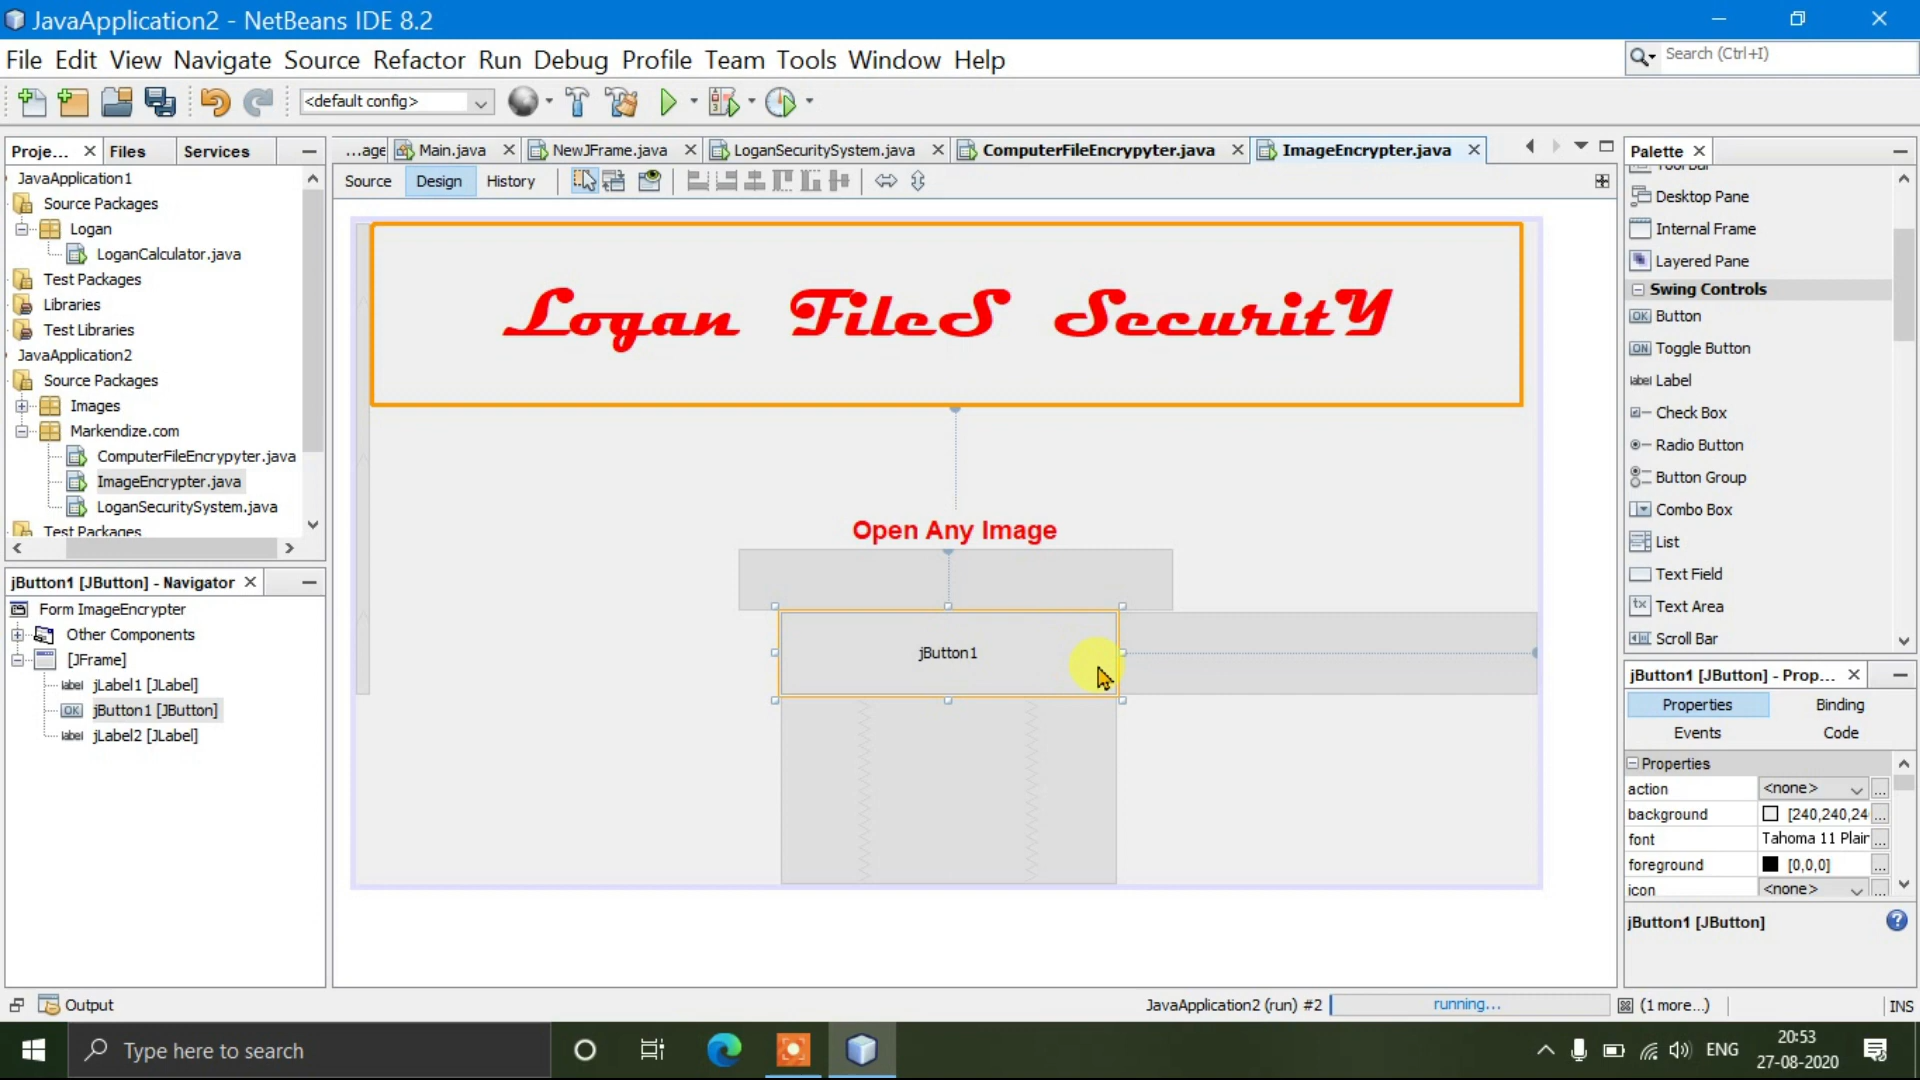 JavaApplication2 - NetBeans IDE 8.2
File Edit View Navigate Source Refactor Run Debug Profile Team Tools Window Help
Search (Ctrl+I)
<default config>
Proje... Files Services
...age Main.java NewJFrame.java LoganSecuritySystem.java ComputerFileEncrypyter.java ImageEncrypter.java
Palette
Source Design History
JavaApplication1
Source Packages
Logan
LoganCalculator.java
Test Packages
Libraries
Test Libraries
JavaApplication2
Source Packages
Images
Markendize.com
ComputerFileEncrypyter.java
ImageEncrypter.java
LoganSecuritySystem.java
Test Packages
jButton1 [JButton] - Navigator
Form ImageEncrypter
Other Components
[JFrame]
label jLabel1 [JLabel]
OK jButton1 [JButton]
label jLabel2 [JLabel]
Logan FileS SecuritY
Open Any Image
jButton1
Desktop Pane
Internal Frame
Layered Pane
Swing Controls
OK Button
ON Toggle Button
label Label
Check Box
Radio Button
Button Group
Combo Box
List
Text Field
Text Area
Scroll Bar
jButton1 [JButton] - Prop...
Properties Binding
Events Code
Properties
action <none> ...
background [240,240,24 ...
font Tahoma 11 Plain ...
foreground [0,0,0] ...
icon <none> ...
jButton1 [JButton]
Output
JavaApplication2 (run) #2 running... (1 more...) INS
Type here to search
ENG
20:53
27-08-2020